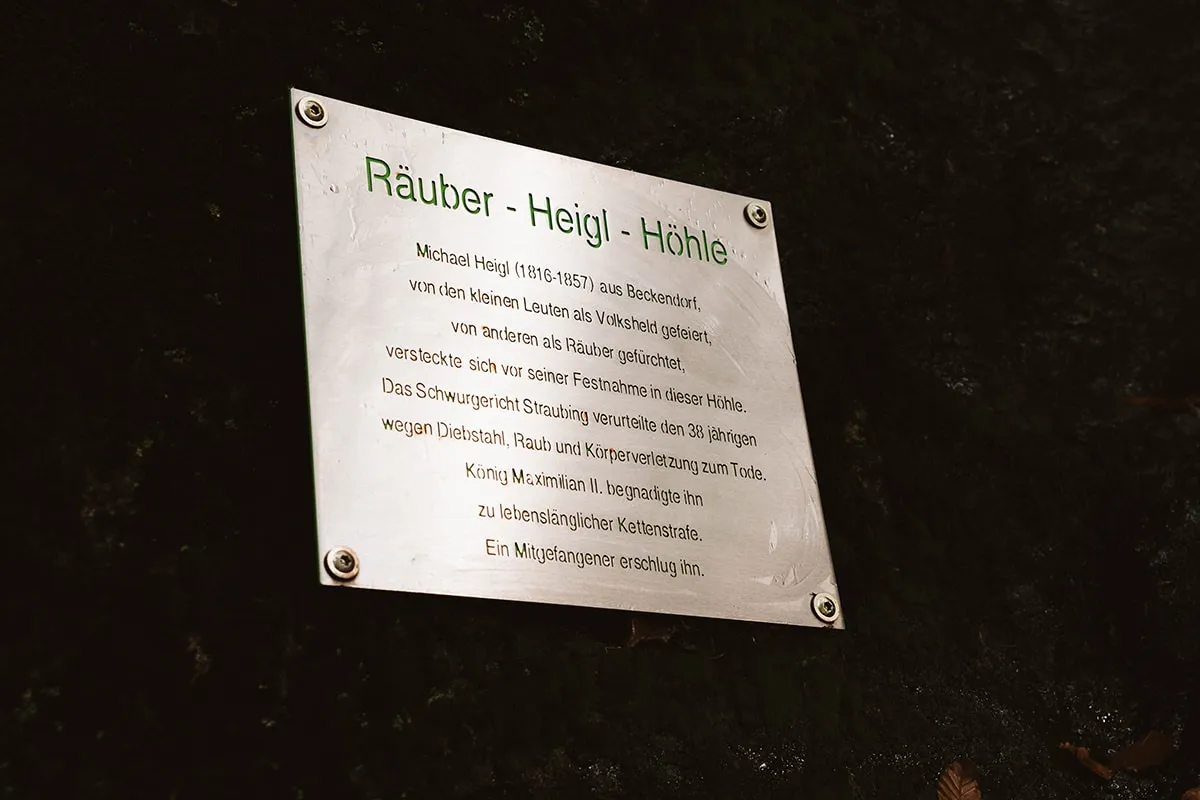 Räuber - Heigl - Höhle
Michael Heigl (1816-1857) aus Beckendorf,
von den kleinen Leuten als Volksheld gefeiert,
von anderen als Räuber gefürchtet,
versteckte sich vor seiner Festnahme in dieser Höhle.
Das Schwurgericht Straubing verurteilte den 38 jährigen
wegen Diebstahl, Raub und Körperverletzung zum Tode.
König Maximilian II. begnadigte ihn
zu lebenslänglicher Kettenstrafe.
Ein Mitgefangener erschlug ihn.